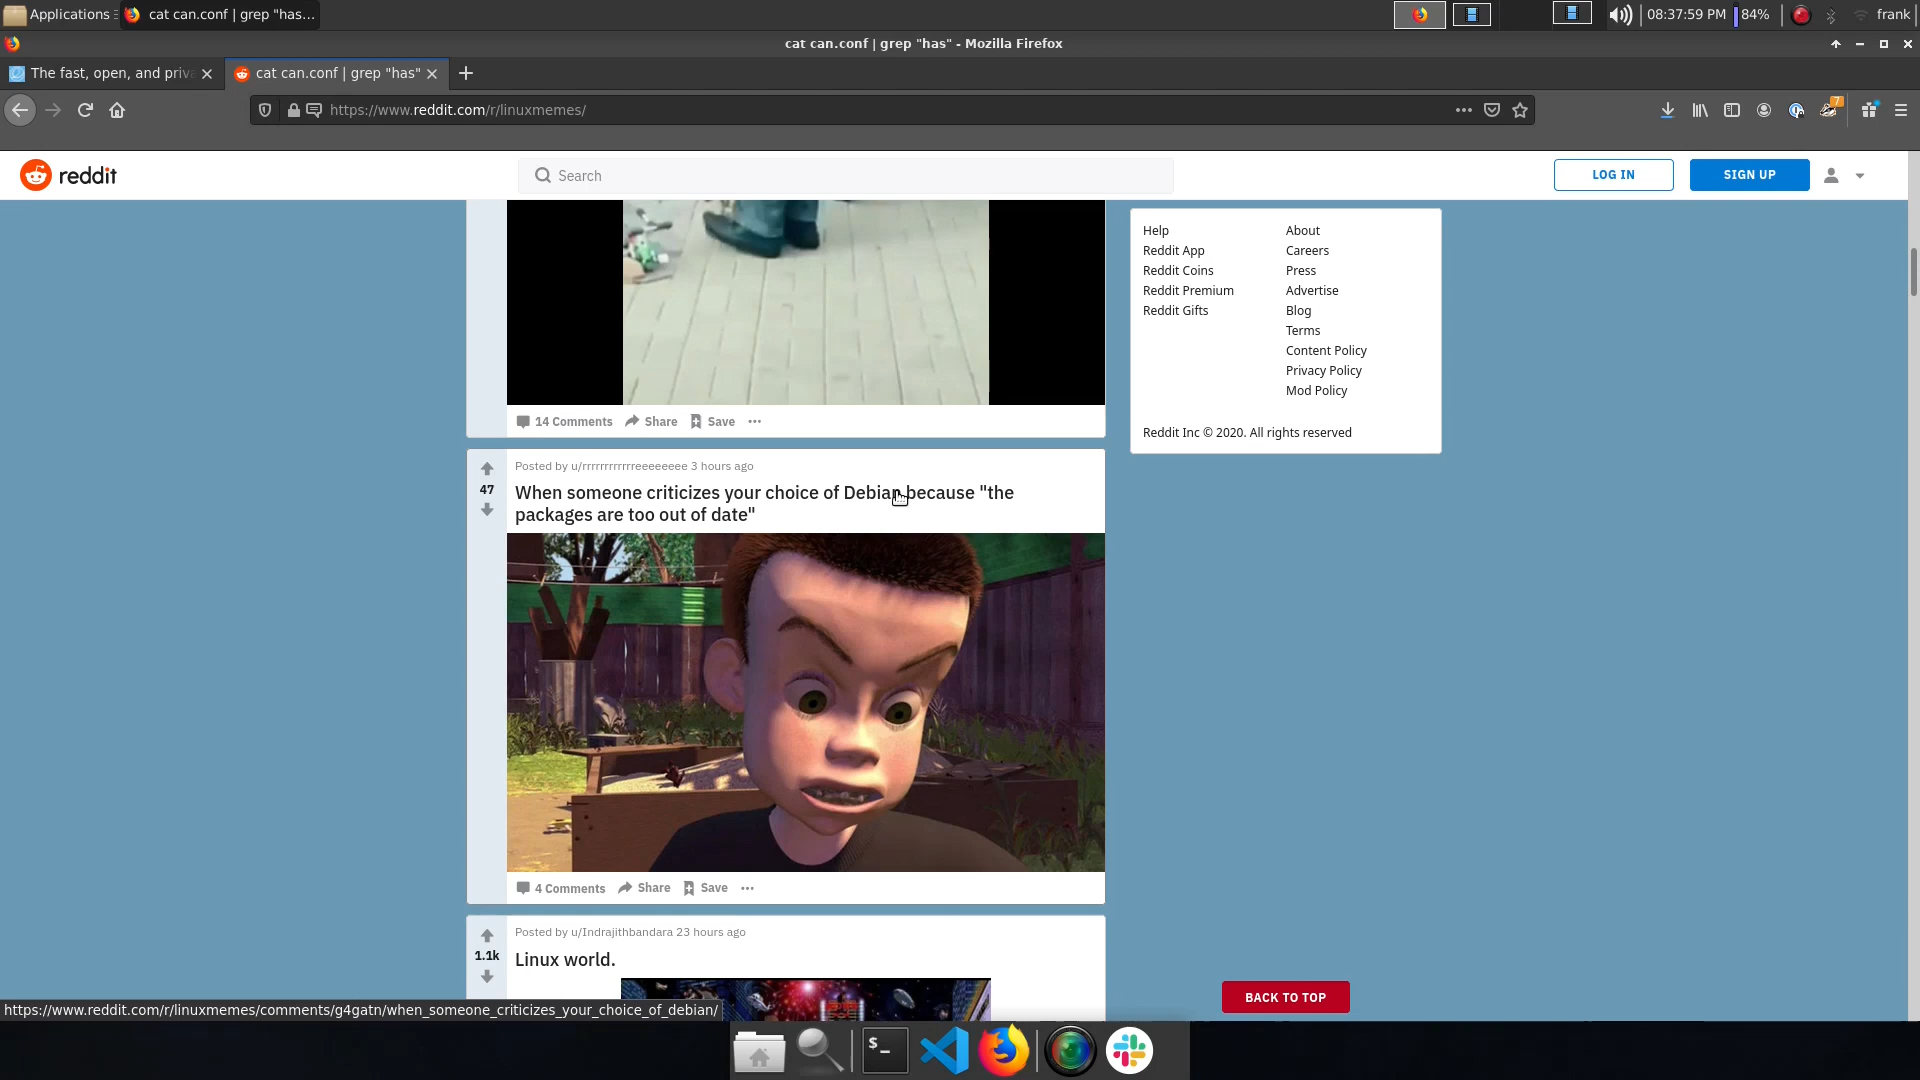 Applications
cat can.conf | grep "has...
08:37:59 PM
84%
frank
cat can.conf | grep "has" - Mozilla Firefox
The fast, open, and priv
cat can.conf | grep "has"
https://www.reddit.com/r/linuxmemes/
7
reddit
Search
LOG IN
SIGN UP
Help
About
Reddit App
Careers
Reddit Coins
Press
Reddit Premium
Advertise
Reddit Gifts
Blog
Terms
Content Policy
Privacy Policy
Mod Policy
Reddit Inc © 2020. All rights reserved
14 Comments
Share
Save
Posted by u/rrrrrrrrrrrreeeeeeee 3 hours ago
47
When someone criticizes your choice of Debian because "the
packages are too out of date"
4 Comments
Share
Save
Posted by u/Indrajithbandara 23 hours ago
1.1k
Linux world.
BACK TO TOP
https://www.reddit.com/r/linuxmemes/comments/g4gatn/when_someone_criticizes_your_choice_of_debian/
$_